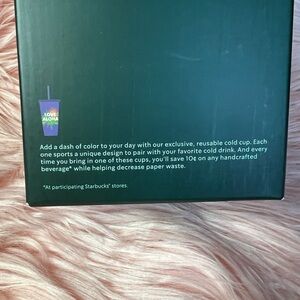 LOVE
ALOHA
Add a dash of color to your day with our exclusive, reusable cold cup. Each
one sports a unique design to pair with your favorite cold drink. And every
time you bring in one of these cups, you'll save 10¢ on any handcrafted
beverage* while helping decrease paper waste.
*At participating Starbucks® stores.